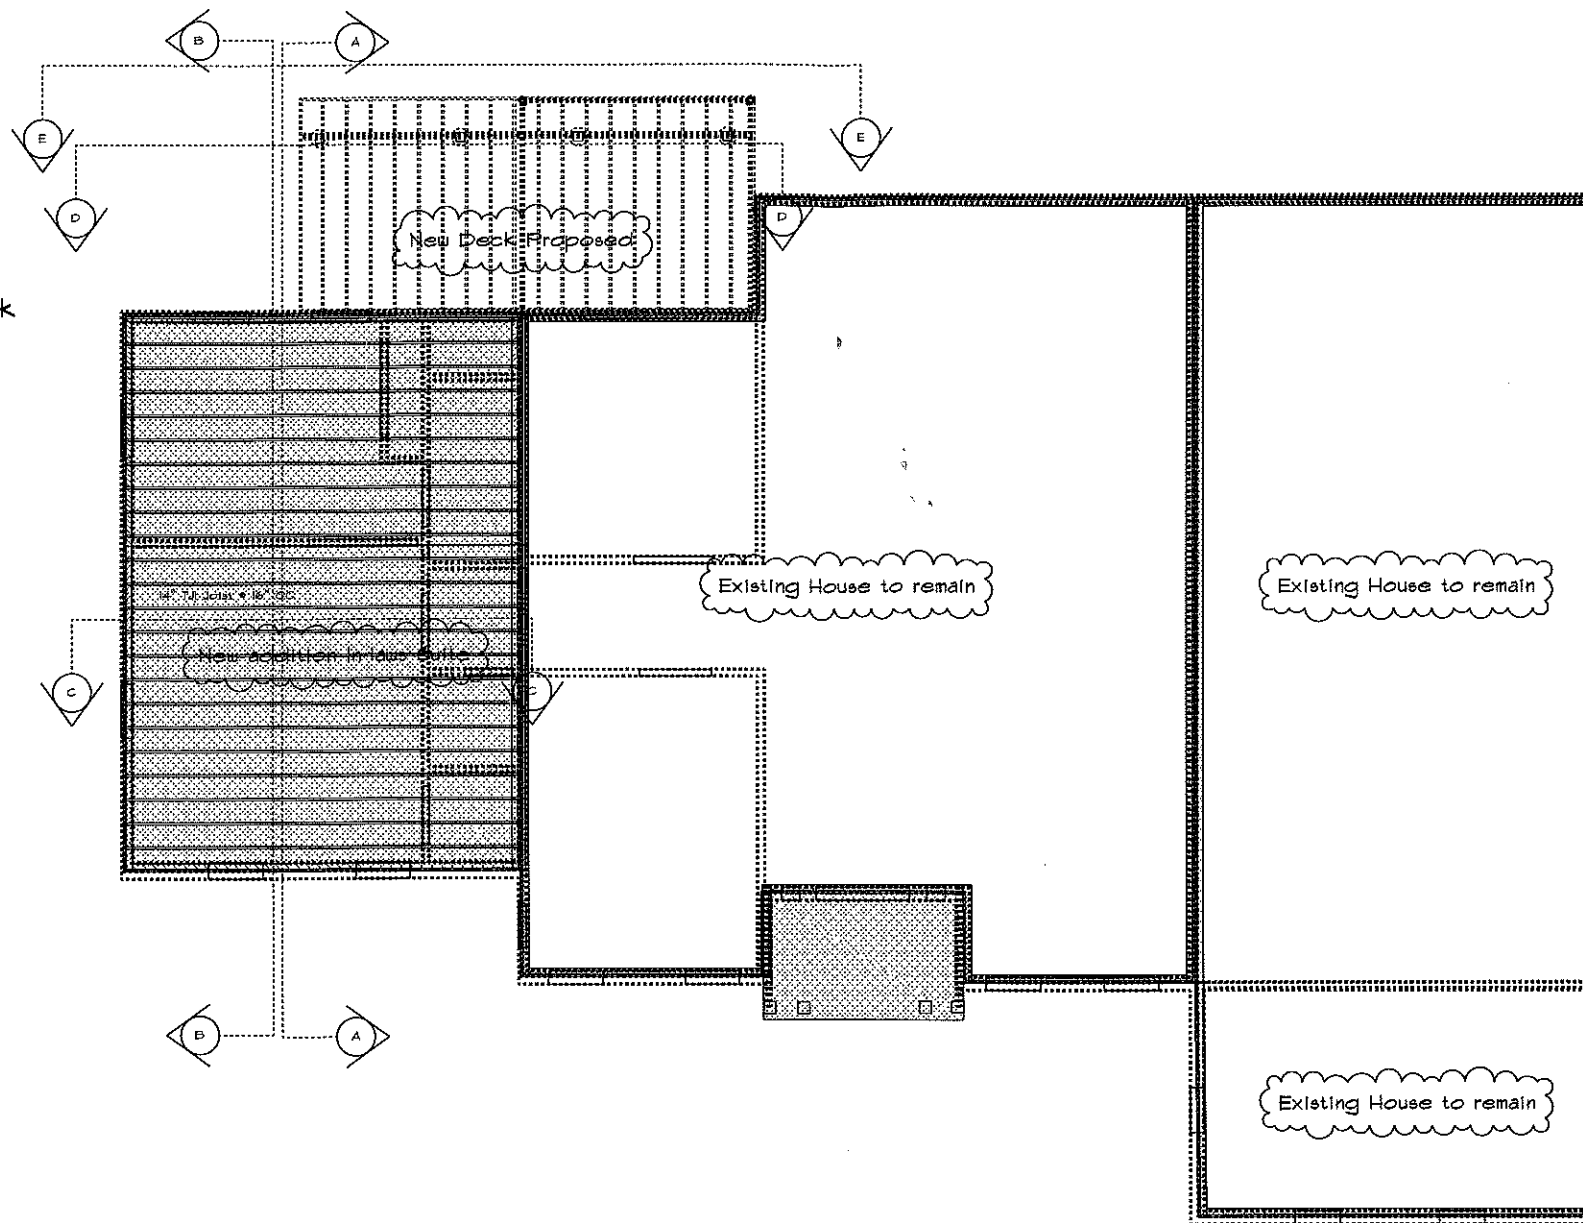 B
A
E
E
D
D
New Deck Proposed
k
Existing House to remain
Existing House to remain
14" TJI Joist @ 16" OC
New addition in-laws Suite
C
C
B
A
Existing House to remain